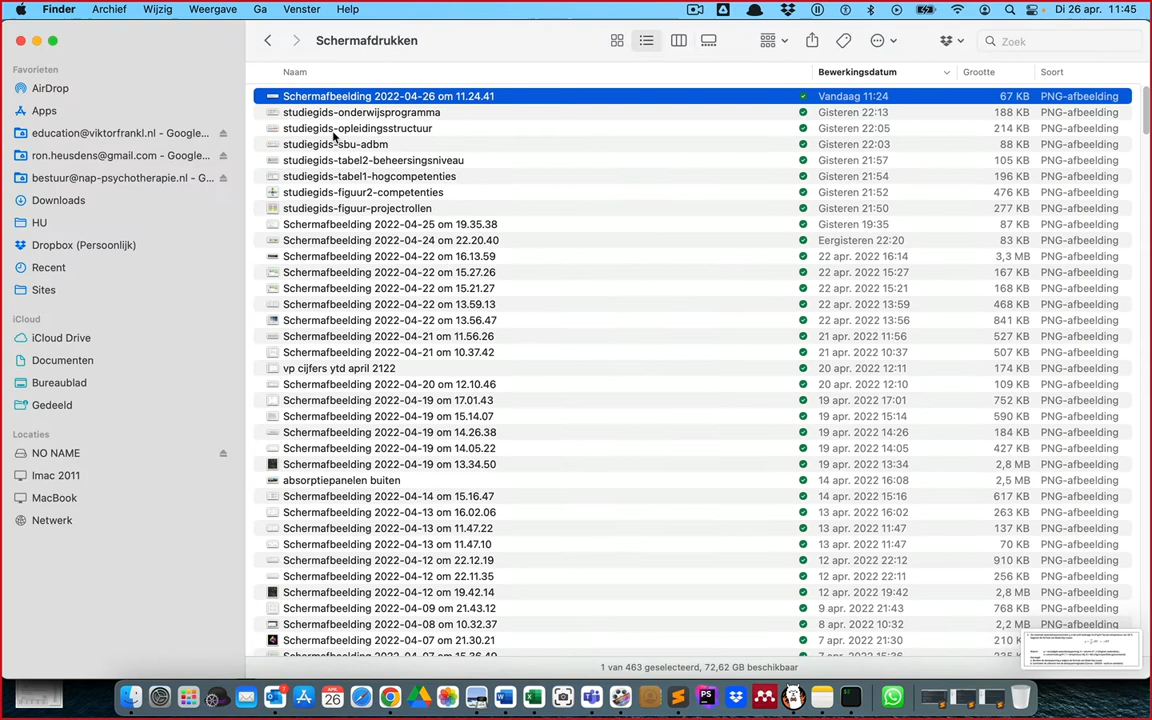 Finder Archief Wijzig Weergave Ga Venster Help Di 26 apr. 11:45
Schermafdrukken Zoek
Favorieten
AirDrop
Apps
education@viktorfrankl.nl - Google...
ron.heusdens@gmail.com - Google...
bestuur@nap-psychotherapie.nl - G...
Downloads
HU
Dropbox (Persoonlijk)
Recent
Sites
iCloud
iCloud Drive
Documenten
Bureaublad
Gedeeld
Locaties
NO NAME
Imac 2011
MacBook
Netwerk
Naam Bewerkingsdatum Grootte Soort
Schermafbeelding 2022-04-26 om 11.24.41 Vandaag 11:24 67 KB PNG-afbeelding
studiegids-onderwijsprogramma Gisteren 22:13 188 KB PNG-afbeelding
studiegids-opleidingsstructuur Gisteren 22:05 214 KB PNG-afbeelding
studiegids-sbu-adbm Gisteren 22:03 88 KB PNG-afbeelding
studiegids-tabel2-beheersingsniveau Gisteren 21:57 105 KB PNG-afbeelding
studiegids-tabel1-hogcompetenties Gisteren 21:54 196 KB PNG-afbeelding
studiegids-figuur2-competenties Gisteren 21:52 476 KB PNG-afbeelding
studiegids-figuur-projectrollen Gisteren 21:50 277 KB PNG-afbeelding
Schermafbeelding 2022-04-25 om 19.35.38 Gisteren 19:35 87 KB PNG-afbeelding
Schermafbeelding 2022-04-24 om 22.20.40 Eergisteren 22:20 83 KB PNG-afbeelding
Schermafbeelding 2022-04-22 om 16.13.59 22 apr. 2022 16:14 3,3 MB PNG-afbeelding
Schermafbeelding 2022-04-22 om 15.27.26 22 apr. 2022 15:27 167 KB PNG-afbeelding
Schermafbeelding 2022-04-22 om 15.21.27 22 apr. 2022 15:21 168 KB PNG-afbeelding
Schermafbeelding 2022-04-22 om 13.59.13 22 apr. 2022 13:59 468 KB PNG-afbeelding
Schermafbeelding 2022-04-22 om 13.56.47 22 apr. 2022 13:56 841 KB PNG-afbeelding
Schermafbeelding 2022-04-21 om 11.56.26 21 apr. 2022 11:56 527 KB PNG-afbeelding
Schermafbeelding 2022-04-21 om 10.37.42 21 apr. 2022 10:37 507 KB PNG-afbeelding
vp cijfers ytd april 2122 20 apr. 2022 12:11 174 KB PNG-afbeelding
Schermafbeelding 2022-04-20 om 12.10.46 20 apr. 2022 12:10 109 KB PNG-afbeelding
Schermafbeelding 2022-04-19 om 17.01.43 19 apr. 2022 17:01 752 KB PNG-afbeelding
Schermafbeelding 2022-04-19 om 15.14.07 19 apr. 2022 15:14 590 KB PNG-afbeelding
Schermafbeelding 2022-04-19 om 14.26.38 19 apr. 2022 14:26 184 KB PNG-afbeelding
Schermafbeelding 2022-04-19 om 14.05.22 19 apr. 2022 14:05 427 KB PNG-afbeelding
Schermafbeelding 2022-04-19 om 13.34.50 19 apr. 2022 13:34 2,8 MB PNG-afbeelding
absorptiepanelen buiten 14 apr. 2022 16:08 2,5 MB PNG-afbeelding
Schermafbeelding 2022-04-14 om 15.16.47 14 apr. 2022 15:16 617 KB PNG-afbeelding
Schermafbeelding 2022-04-13 om 16.02.06 13 apr. 2022 16:02 263 KB PNG-afbeelding
Schermafbeelding 2022-04-13 om 11.47.22 13 apr. 2022 11:47 137 KB PNG-afbeelding
Schermafbeelding 2022-04-13 om 11.47.10 13 apr. 2022 11:47 70 KB PNG-afbeelding
Schermafbeelding 2022-04-12 om 22.12.19 12 apr. 2022 22:12 910 KB PNG-afbeelding
Schermafbeelding 2022-04-12 om 22.11.35 12 apr. 2022 22:11 256 KB PNG-afbeelding
Schermafbeelding 2022-04-12 om 19.42.14 12 apr. 2022 19:42 2,8 MB PNG-afbeelding
Schermafbeelding 2022-04-09 om 21.43.12 9 apr. 2022 21:43 768 KB PNG-afbeelding
Schermafbeelding 2022-04-08 om 10.32.37 8 apr. 2022 10:32 2,2 MB PNG-afbeelding
Schermafbeelding 2022-04-07 om 21.30.21 7 apr. 2022 21:30 210
1 van 463 geselecteerd, 72,62 GB beschikbaar